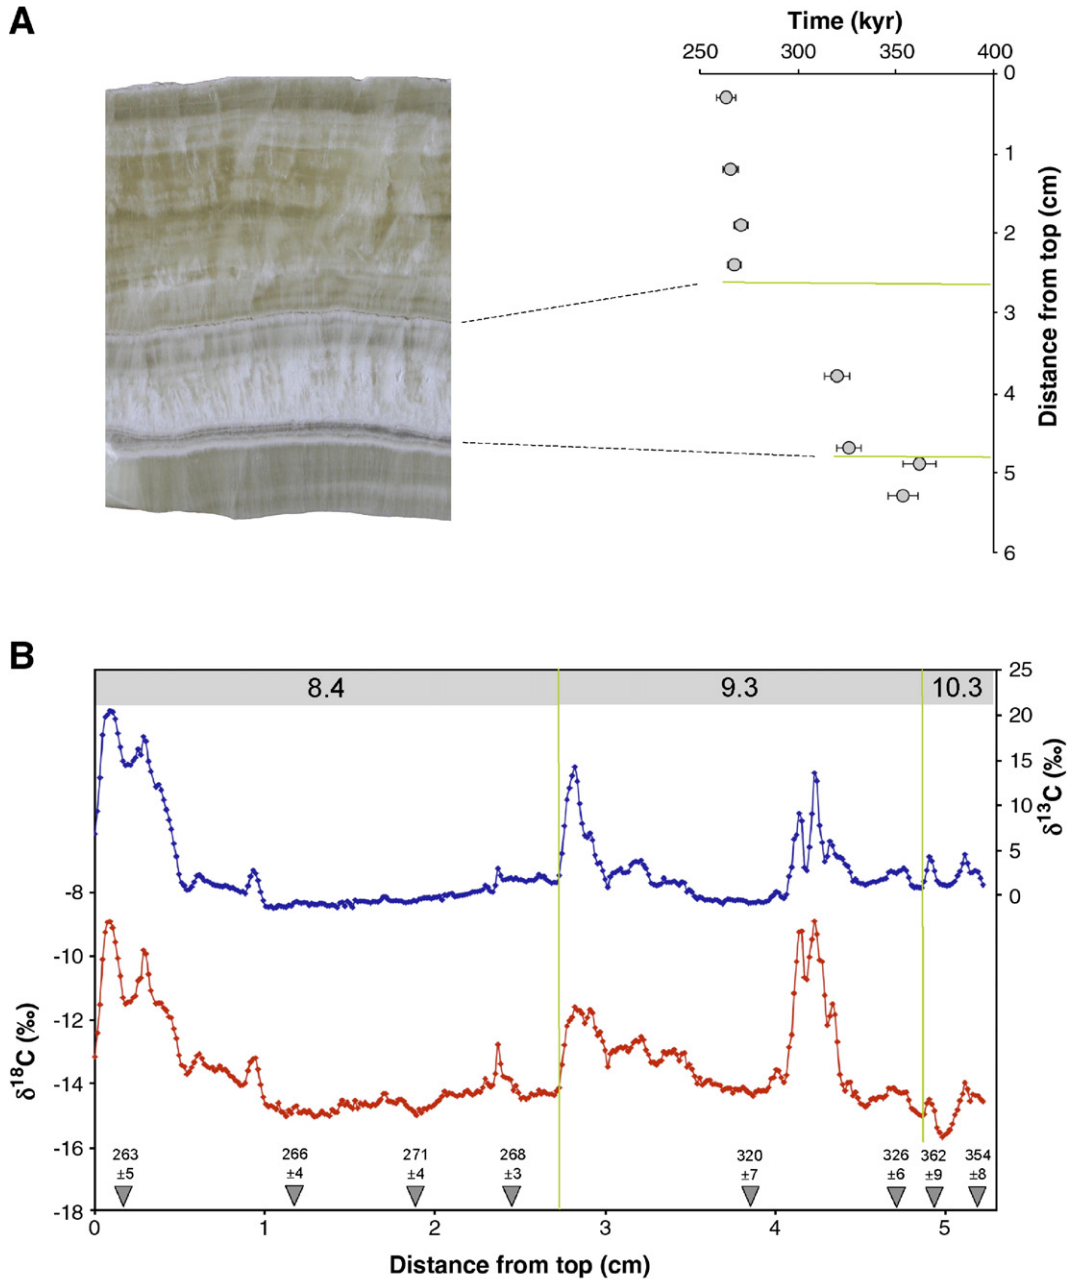 A
Time (kyr)
250 300 350 400
0
1
2
3
4
5
6
Distance from top (cm)
B
8.4 9.3 10.3
25
20
15
10
5
0
δ13C (‰)
-8
-10
-12
-14
-16
-18
δ18C (‰)
263 266 271 268 320 326 362 354
±5 ±4 ±4 ±3 ±7 ±6 ±9 ±8
0 1 2 3 4 5
Distance from top (cm)